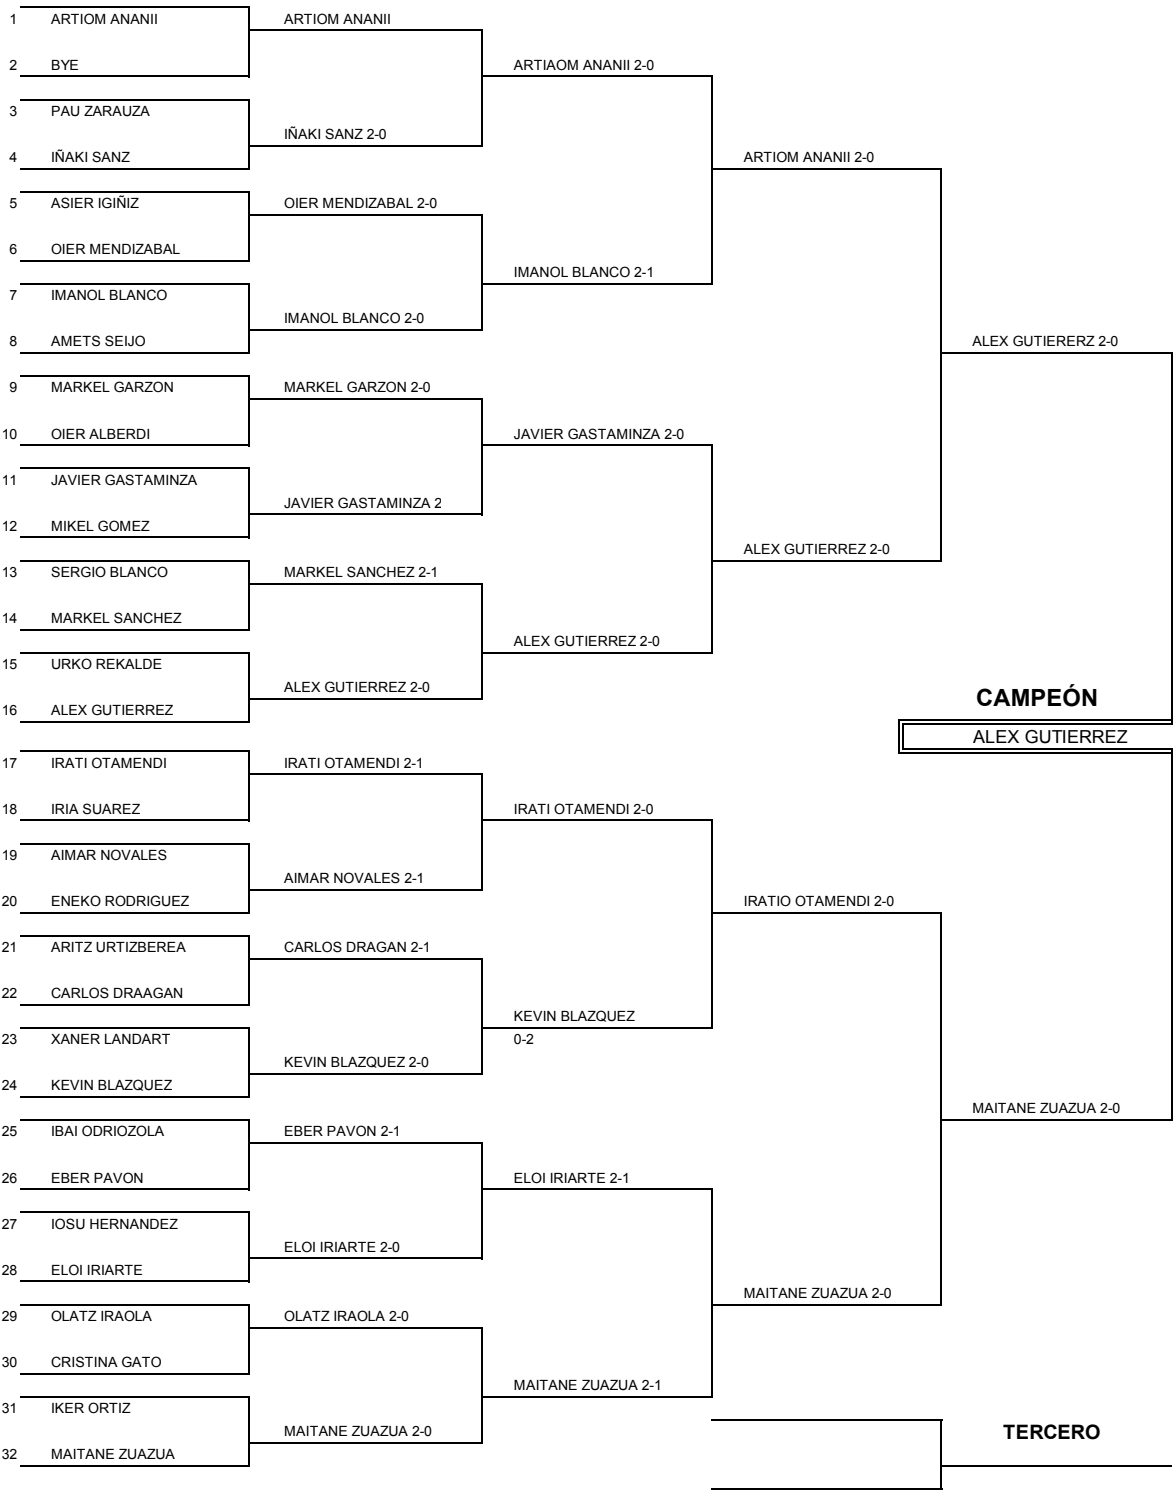 1 ARTIOM ANANII ARTIOM ANANII
2 BYE ARTIAOM ANANII 2-0
3 PAU ZARAUZA
IÑAKI SANZ 2-0
4 IÑAKI SANZ ARTIOM ANANII 2-0
5 ASIER IGIÑIZ OIER MENDIZABAL 2-0
6 OIER MENDIZABAL
IMANOL BLANCO 2-1
7 IMANOL BLANCO
IMANOL BLANCO 2-0
8 AMETS SEIJO ALEX GUTIERERZ 2-0
9 MARKEL GARZON MARKEL GARZON 2-0
10 OIER ALBERDI JAVIER GASTAMINZA 2-0
11 JAVIER GASTAMINZA
JAVIER GASTAMINZA 2
12 MIKEL GOMEZ
ALEX GUTIERREZ 2-0
13 SERGIO BLANCO MARKEL SANCHEZ 2-1
14 MARKEL SANCHEZ
ALEX GUTIERREZ 2-0
15 URKO REKALDE
ALEX GUTIERREZ 2-0
CAMPEÓN
16 ALEX GUTIERREZ
ALEX GUTIERREZ
17 IRATI OTAMENDI IRATI OTAMENDI 2-1
18 IRIA SUAREZ IRATI OTAMENDI 2-0
19 AIMAR NOVALES
AIMAR NOVALES 2-1
20 ENEKO RODRIGUEZ IRATIO OTAMENDI 2-0
21 ARITZ URTIZBEREA CARLOS DRAGAN 2-1
22 CARLOS DRAAGAN
KEVIN BLAZQUEZ
23 XANER LANDART 0-2
KEVIN BLAZQUEZ 2-0
24 KEVIN BLAZQUEZ
MAITANE ZUAZUA 2-0
25 IBAI ODRIOZOLA EBER PAVON 2-1
26 EBER PAVON ELOI IRIARTE 2-1
27 IOSU HERNANDEZ
ELOI IRIARTE 2-0
28 ELOI IRIARTE
MAITANE ZUAZUA 2-0
29 OLATZ IRAOLA OLATZ IRAOLA 2-0
30 CRISTINA GATO
MAITANE ZUAZUA 2-1
31 IKER ORTIZ
MAITANE ZUAZUA 2-0 TERCERO
32 MAITANE ZUAZUA